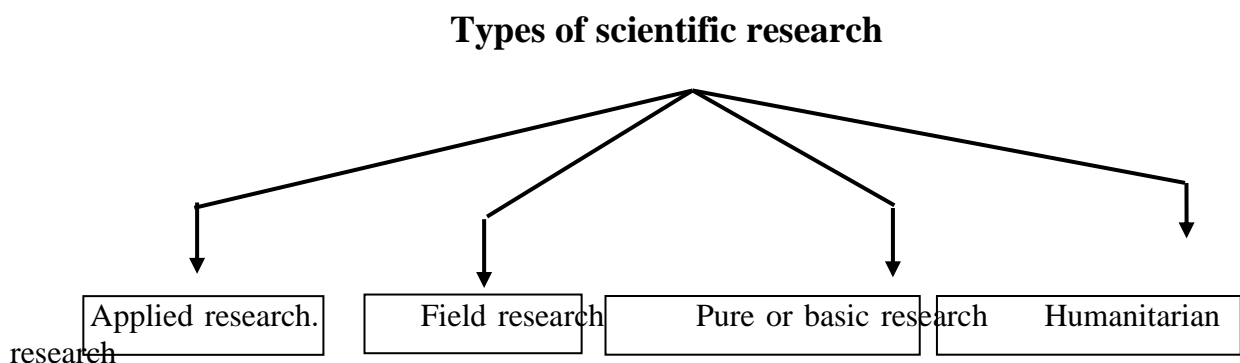 Types of scientific research
Applied research. Field research Pure or basic research Humanitarian
research